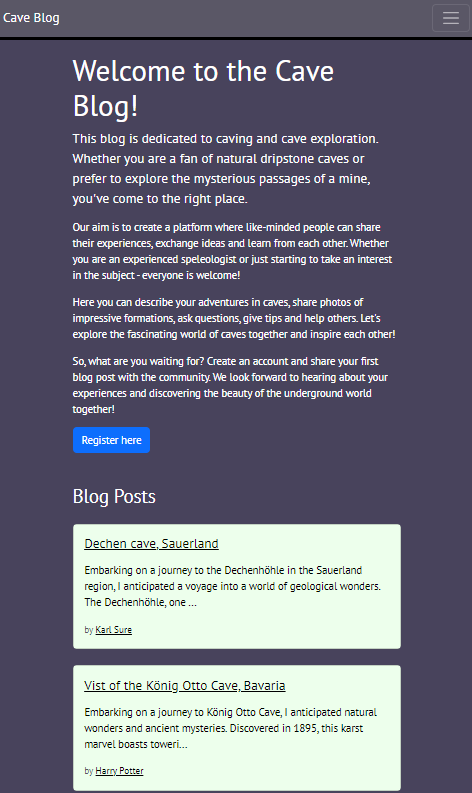 Cave Blog
Welcome to the Cave
Blog!
This blog is dedicated to caving and cave exploration.
Whether you are a fan of natural dripstone caves or
prefer to explore the mysterious passages of a mine,
you've come to the right place.
Our aim is to create a platform where like-minded people can share
their experiences, exchange ideas and learn from each other. Whether
you are an experienced speleologist or just starting to take an interest
in the subject - everyone is welcome!
Here you can describe your adventures in caves, share photos of
impressive formations, ask questions, give tips and help others. Let's
explore the fascinating world of caves together and inspire each other!
So, what are you waiting for? Create an account and share your first
blog post with the community. We look forward to hearing about your
experiences and discovering the beauty of the underground world
together!
Register here
Blog Posts
Dechen cave, Sauerland
Embarking on a journey to the Dechenhöhle in the Sauerland
region, I anticipated a voyage into a world of geological wonders.
The Dechenhöhle, one ...
by Karl Sure
Vist of the König Otto Cave, Bavaria
Embarking on a journey to König Otto Cave, I anticipated natural
wonders and ancient mysteries. Discovered in 1895, this karst
marvel boasts toweri...
by Harry Potter